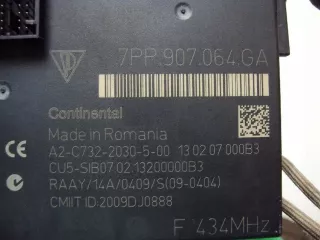 7PP.907.064.GA
Continental
Made in Romania
A2-C732-2030-5-00 13 02 07 000B3
CU5-SIB07 02 13200000B3
RAAY/14A/0409/S(09-0404)
CMIIT ID:2009DJ0888
F 434MHz